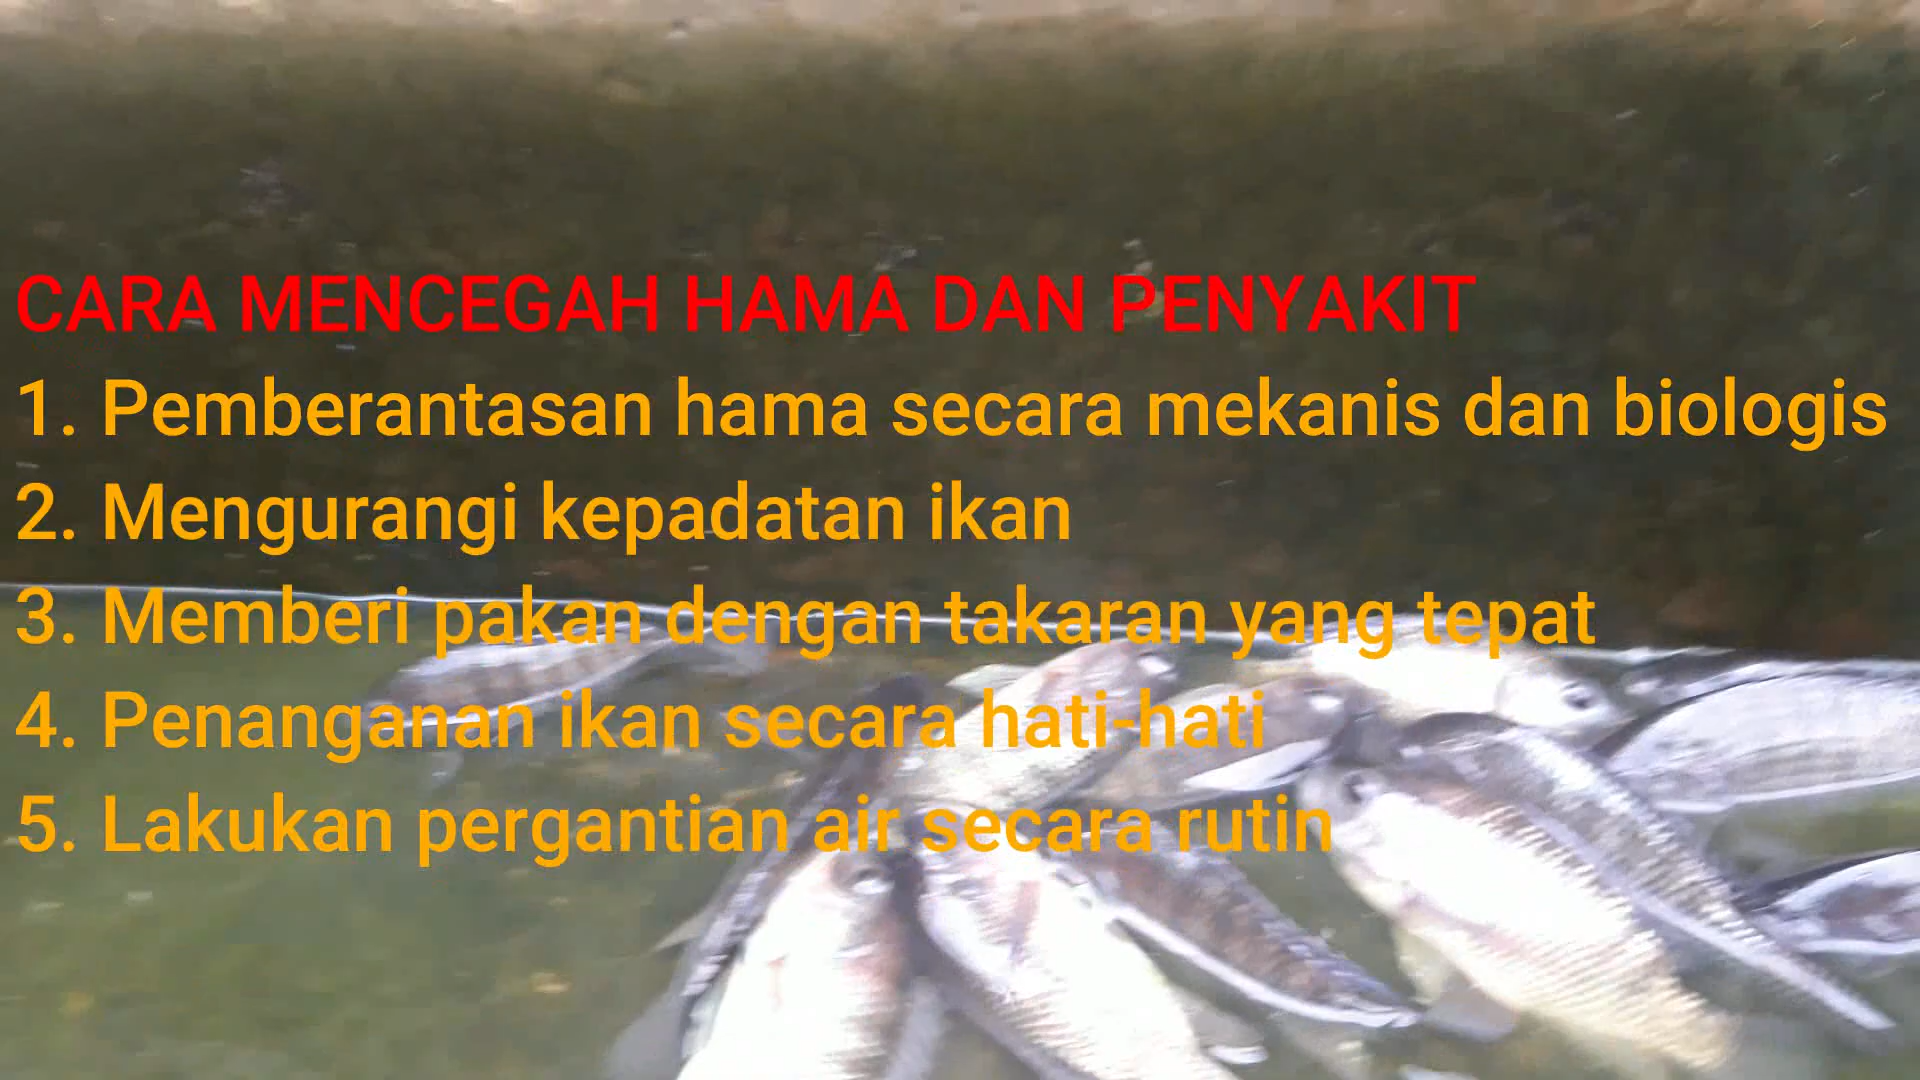 CARA MENCEGAH HAMA DAN PENYAKIT
1. Pemberantasan hama secara mekanis dan biologis
2. Mengurangi kepadatan ikan
3. Memberi pakan dengan takaran yang tepat
4. Penanganan ikan secara hati-hati
5. Lakukan pergantian air secara rutin